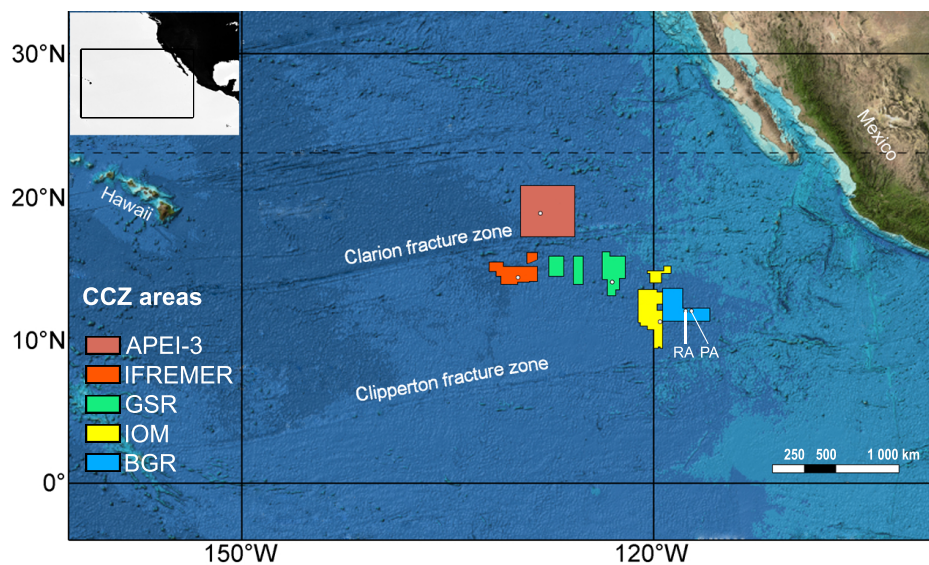 30°N
20°N
10°N
0°
150°W
120°W
Mexico
Hawaii
Clarion fracture zone
Clipperton fracture zone
CCZ areas
APEI-3
IFREMER
GSR
IOM
BGR
RA PA
250 500 1 000 km